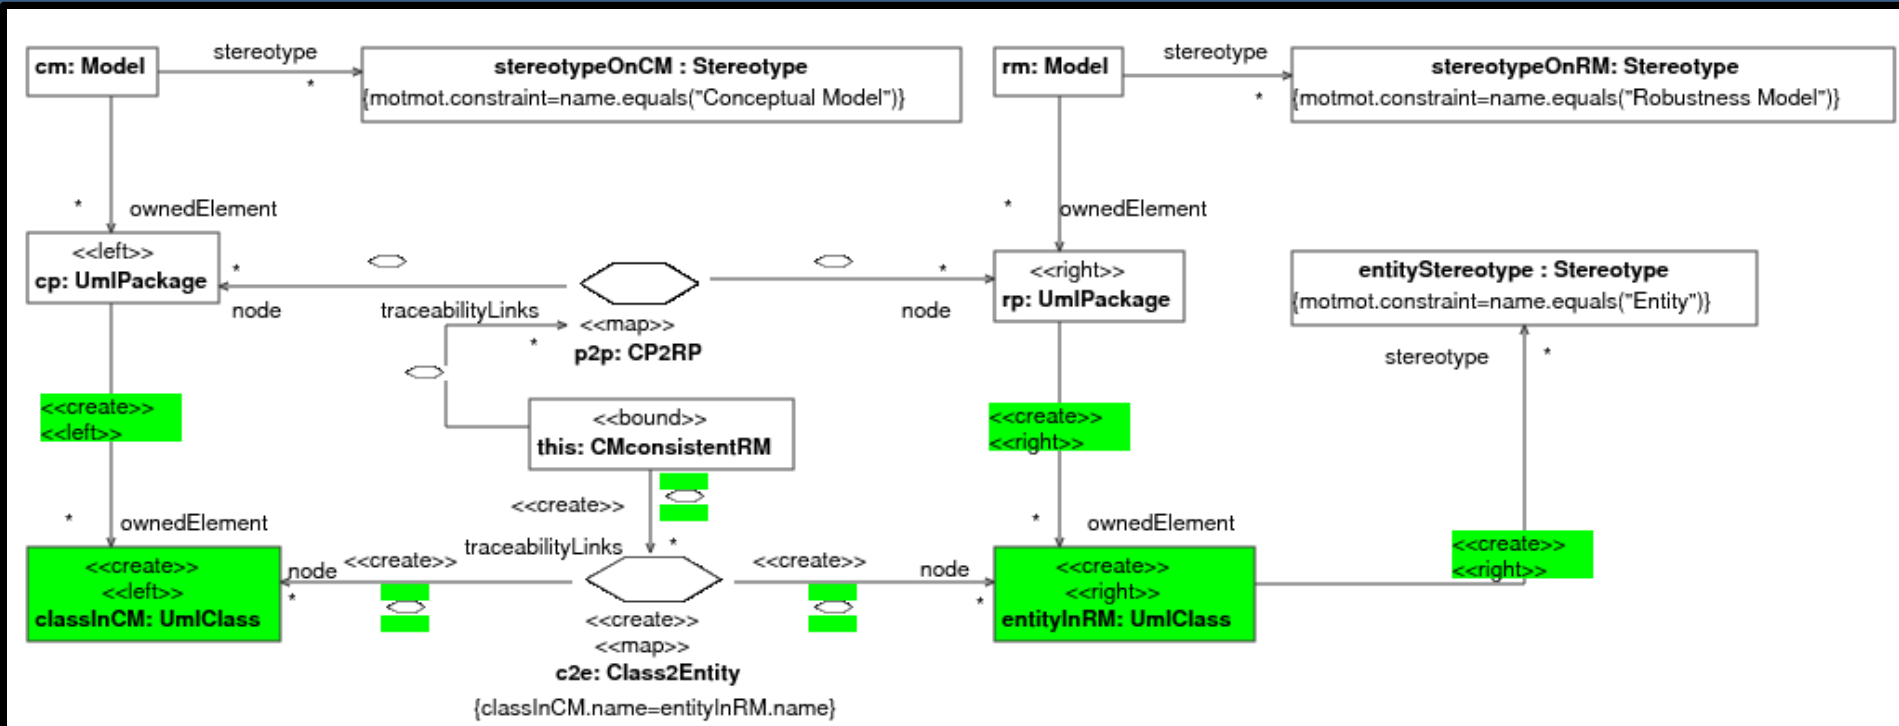 cm: Model
stereotype
*
stereotypeOnCM : Stereotype
{motmot.constraint=name.equals("Conceptual Model")}
rm: Model
stereotype
*
stereotypeOnRM: Stereotype
{motmot.constraint=name.equals("Robustness Model")}
*
ownedElement
*
ownedElement
<<left>>
cp: UmlPackage
*
node
traceabilityLinks
*
<<map>>
p2p: CP2RP
*
node
<<right>>
rp: UmlPackage
entityStereotype : Stereotype
{motmot.constraint=name.equals("Entity")}
stereotype
*
<<create>>
<<left>>
<<bound>>
this: CMconsistentRM
<<create>>
<<right>>
<<create>>
traceabilityLinks
*
*
ownedElement
*
ownedElement
<<create>>
<<right>>
<<create>>
<<left>>
classInCM: UmlClass
node
*
<<create>>
<<create>>
<<map>>
c2e: Class2Entity
{classInCM.name=entityInRM.name}
<<create>>
node
*
<<create>>
<<right>>
entityInRM: UmlClass